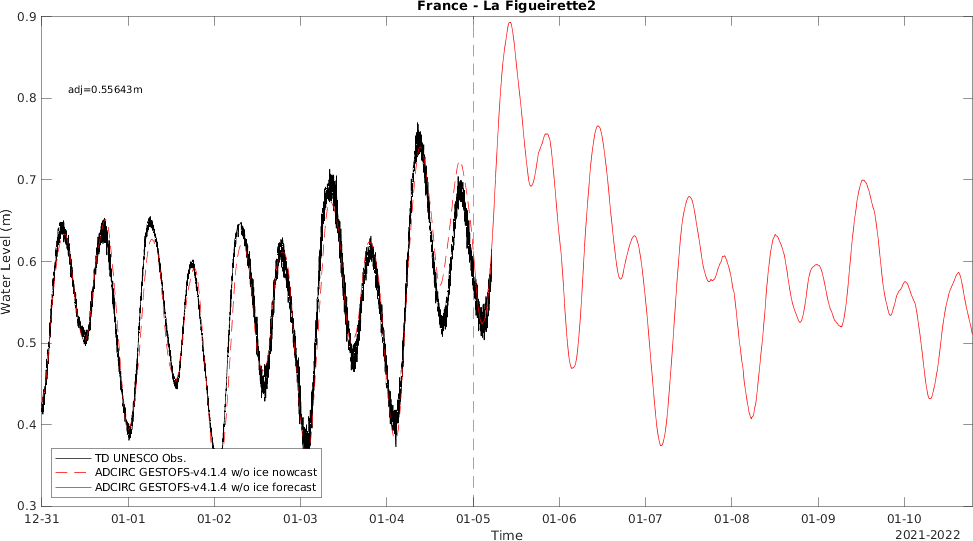 France - La Figueirette2
0.9
0.8
0.7
0.6
0.5
0.4
0.3
Water Level (m)
adj=0.55643m
TD UNESCO Obs.
ADCIRC GESTOFS-v4.1.4 w/o ice nowcast
ADCIRC GESTOFS-v4.1.4 w/o ice forecast
12-31 01-01 01-02 01-03 01-04 01-05 01-06 01-07 01-08 01-09 01-10
Time
2021-2022